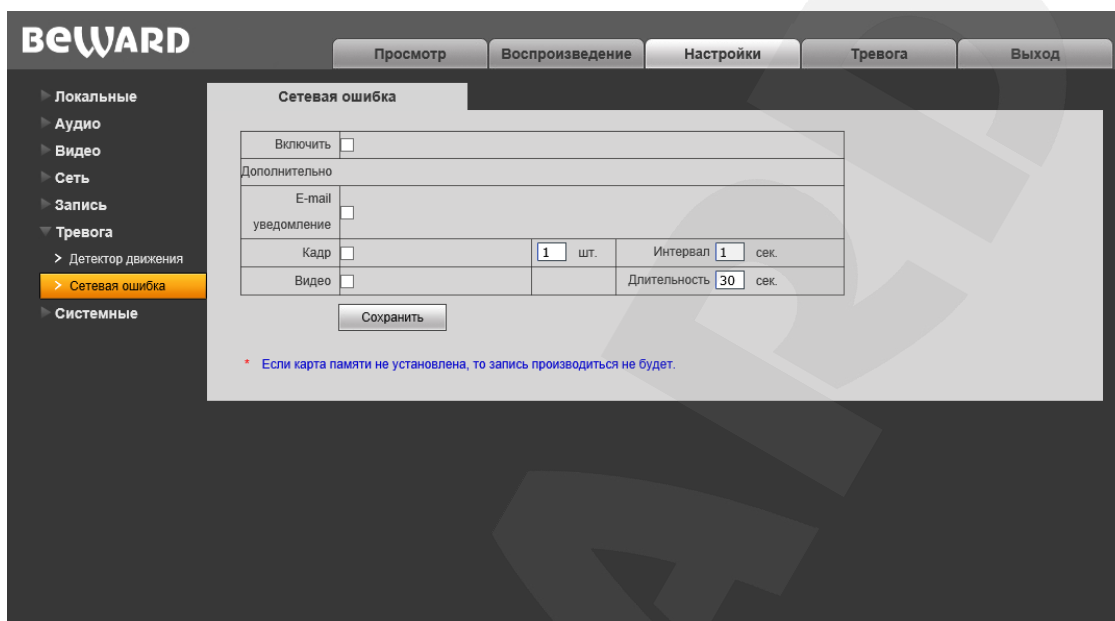 BEWARD
Просмотр Воспроизведение Настройки Тревога Выход
Локальные
Аудио
Видео
Сеть
Запись
Тревога
Детектор движения
Сетевая ошибка
Системные
Сетевая ошибка
Включить
Дополнительно
E-mail
уведомление
Кадр 1 шт. Интервал 1 сек.
Видео Длительность 30 сек.
Сохранить
* Если карта памяти не установлена, то запись производиться не будет.